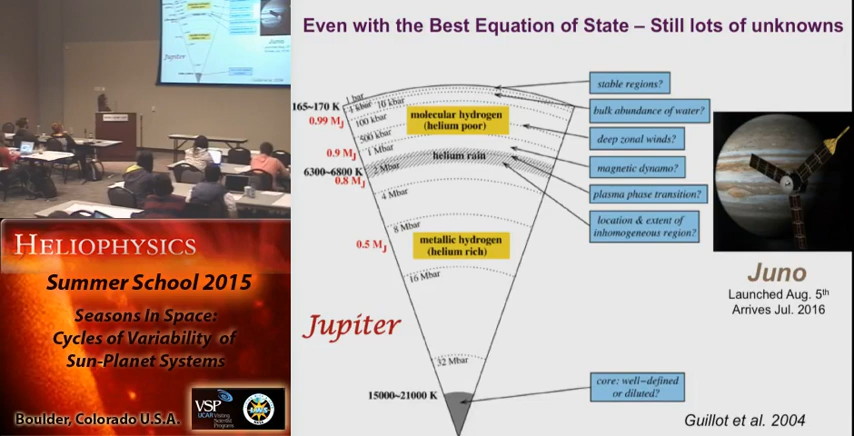 Even with the Best Equation of State – Still lots of unknowns
1 bar
165~170 K
1 kbar
10 kbar
0.99 MJ
100 kbar
500 kbar
molecular hydrogen
(helium poor)
0.9 MJ
1 Mbar
helium rain
6300~6800 K
2 Mbar
0.8 MJ
4 Mbar
8 Mbar
0.5 MJ
metallic hydrogen
(helium rich)
16 Mbar
32 Mbar
15000~21000 K
stable regions?
bulk abundance of water?
deep zonal winds?
magnetic dynamo?
plasma phase transition?
location & extent of
inhomogeneous region?
core: well-defined
or diluted?
Jupiter
Juno
Launched Aug. 5th
Arrives Jul. 2016
Guillot et al. 2004
Jupiter
Juno
HELIOPHYSICS
Summer School 2015
Seasons In Space:
Cycles of Variability of
Sun-Planet Systems
Boulder, Colorado U.S.A.
VSP
UCAR Visiting
Scientist
Programs